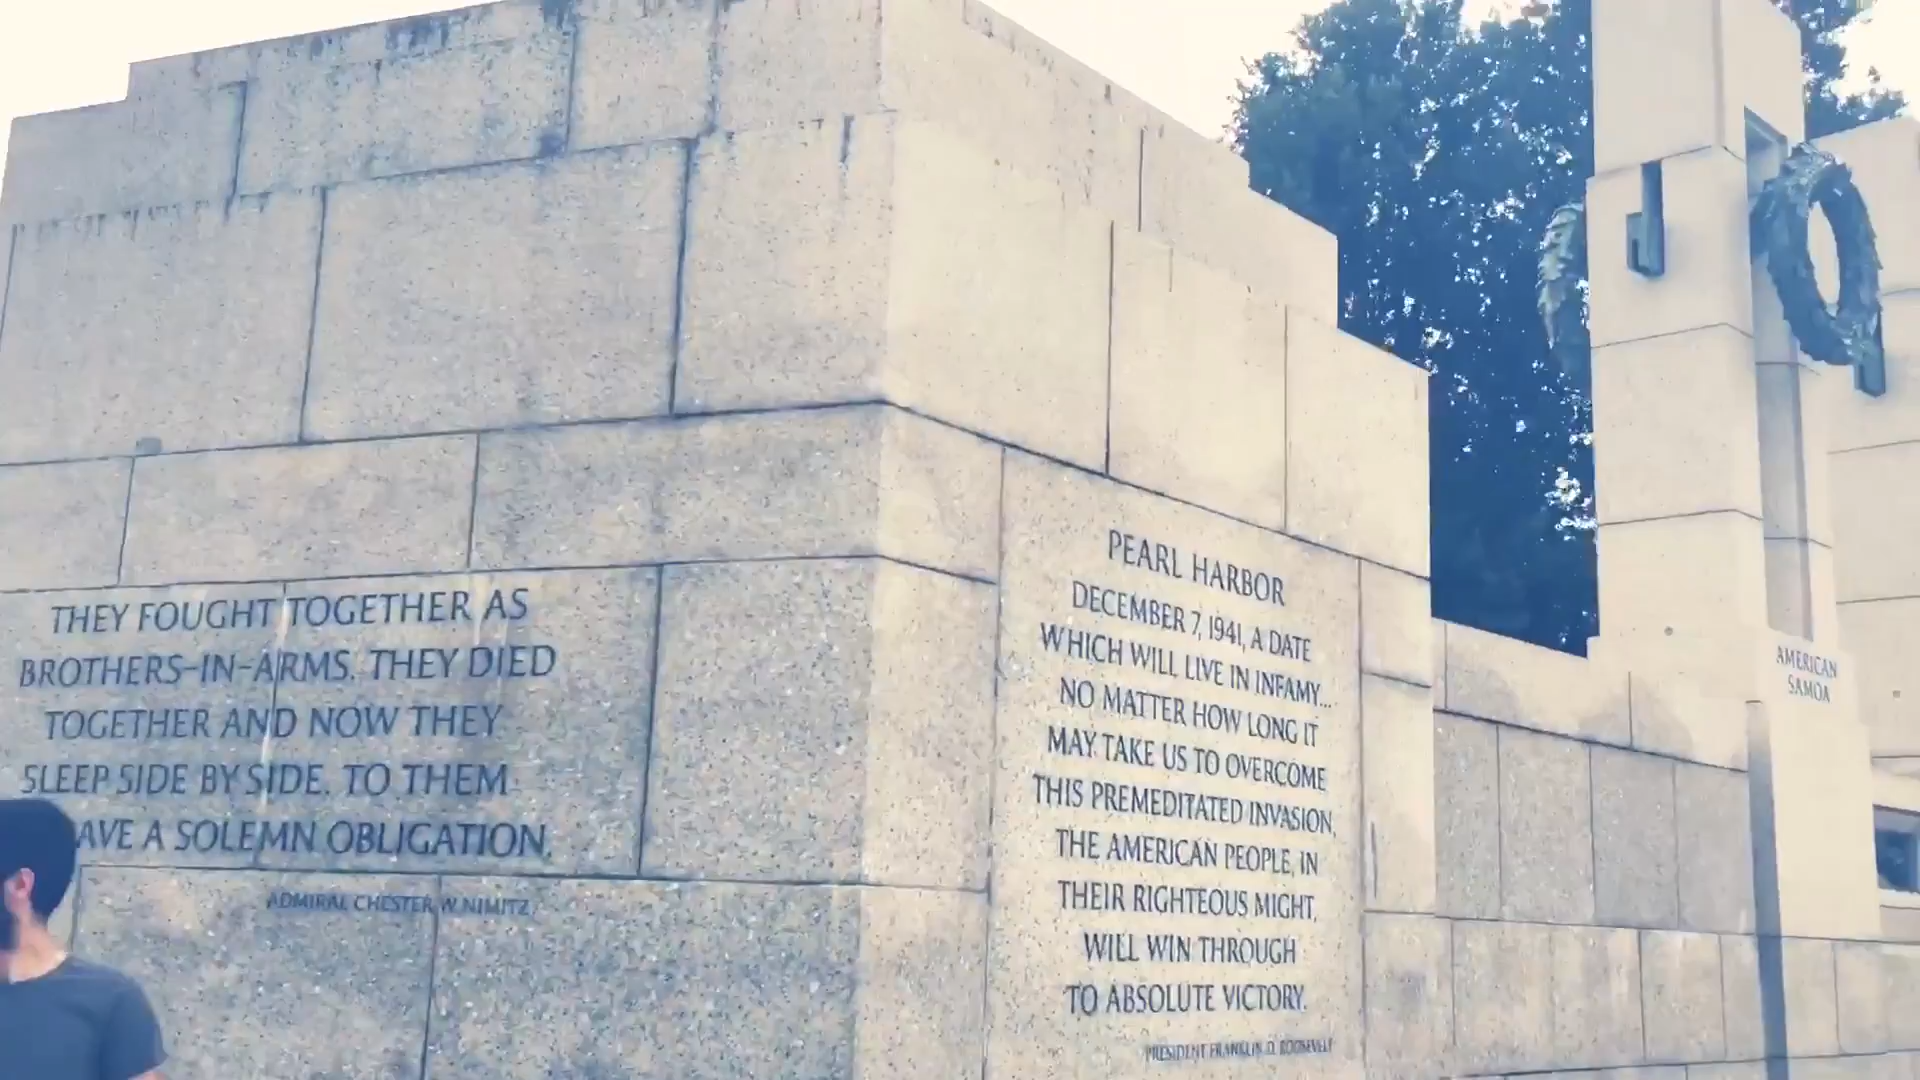 THEY FOUGHT TOGETHER AS
BROTHERS-IN-ARMS. THEY DIED
TOGETHER AND NOW THEY
SLEEP SIDE BY SIDE. TO THEM
AVE A SOLEMN OBLIGATION.
ADMIRAL CHESTER W. NIMITZ
PEARL HARBOR
DECEMBER 7, 1941, A DATE
WHICH WILL LIVE IN INFAMY...
NO MATTER HOW LONG IT
MAY TAKE US TO OVERCOME
THIS PREMEDITATED INVASION,
THE AMERICAN PEOPLE, IN
THEIR RIGHTEOUS MIGHT,
WILL WIN THROUGH
TO ABSOLUTE VICTORY.
PRESIDENT FRANKLIN D. ROOSEVELT
AMERICAN
SAMOA